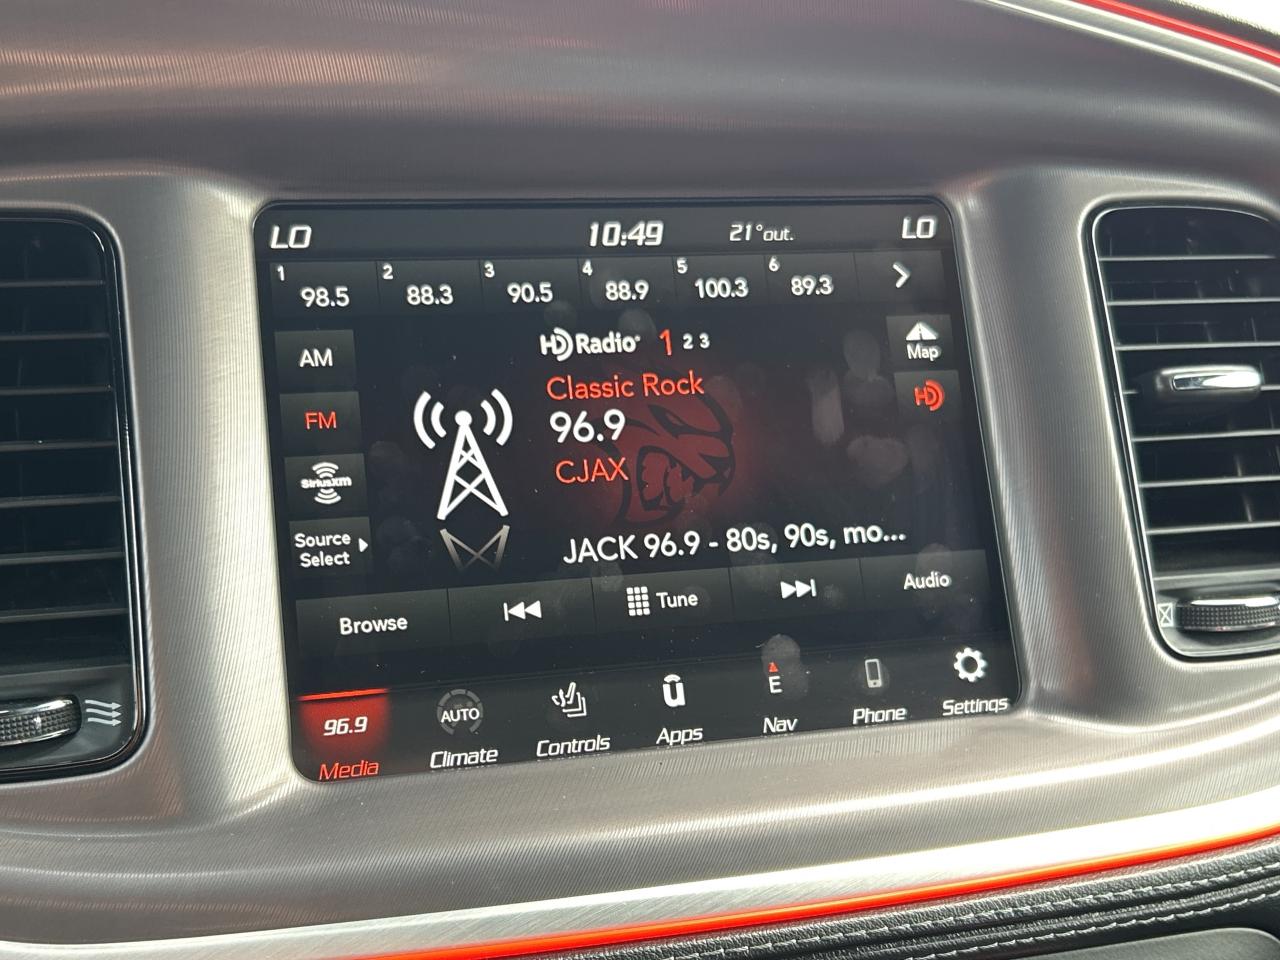 LO 10:49 21°out. LO
1 98.5 2 88.3 3 90.5 4 88.9 5 100.3 6 89.3
HD Radio 1 2 3
Map
AM
Classic Rock
HD
FM
96.9
CJAX
SiriusXM
Source
Select
JACK 96.9 - 80s, 90s, mo...
Browse Tune Audio
96.9 AUTO û E
Media Climate Controls Apps Nav Phone Settings